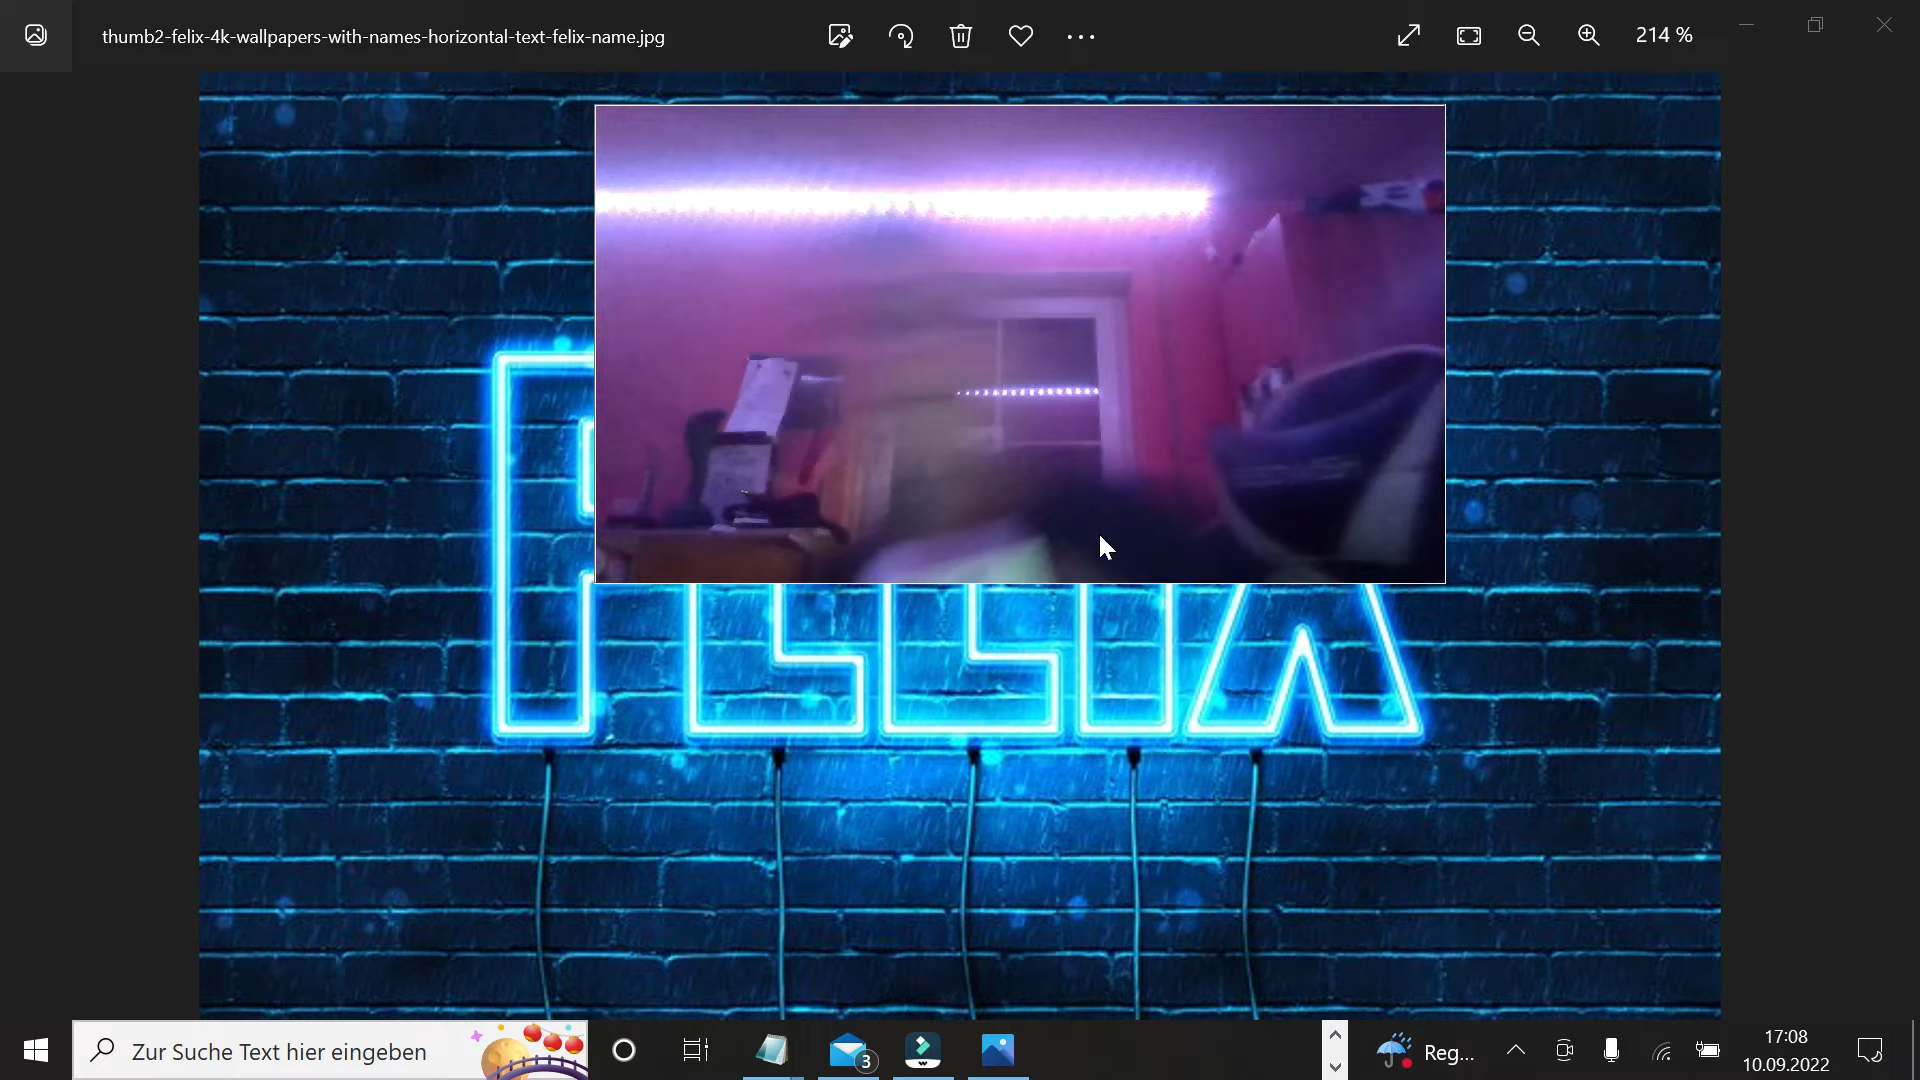 thumb2-felix-4k-wallpapers-with-names-horizontal-text-felix-name.jpg
214 %
Zur Suche Text hier eingeben
3
Reg...
17:08
10.09.2022